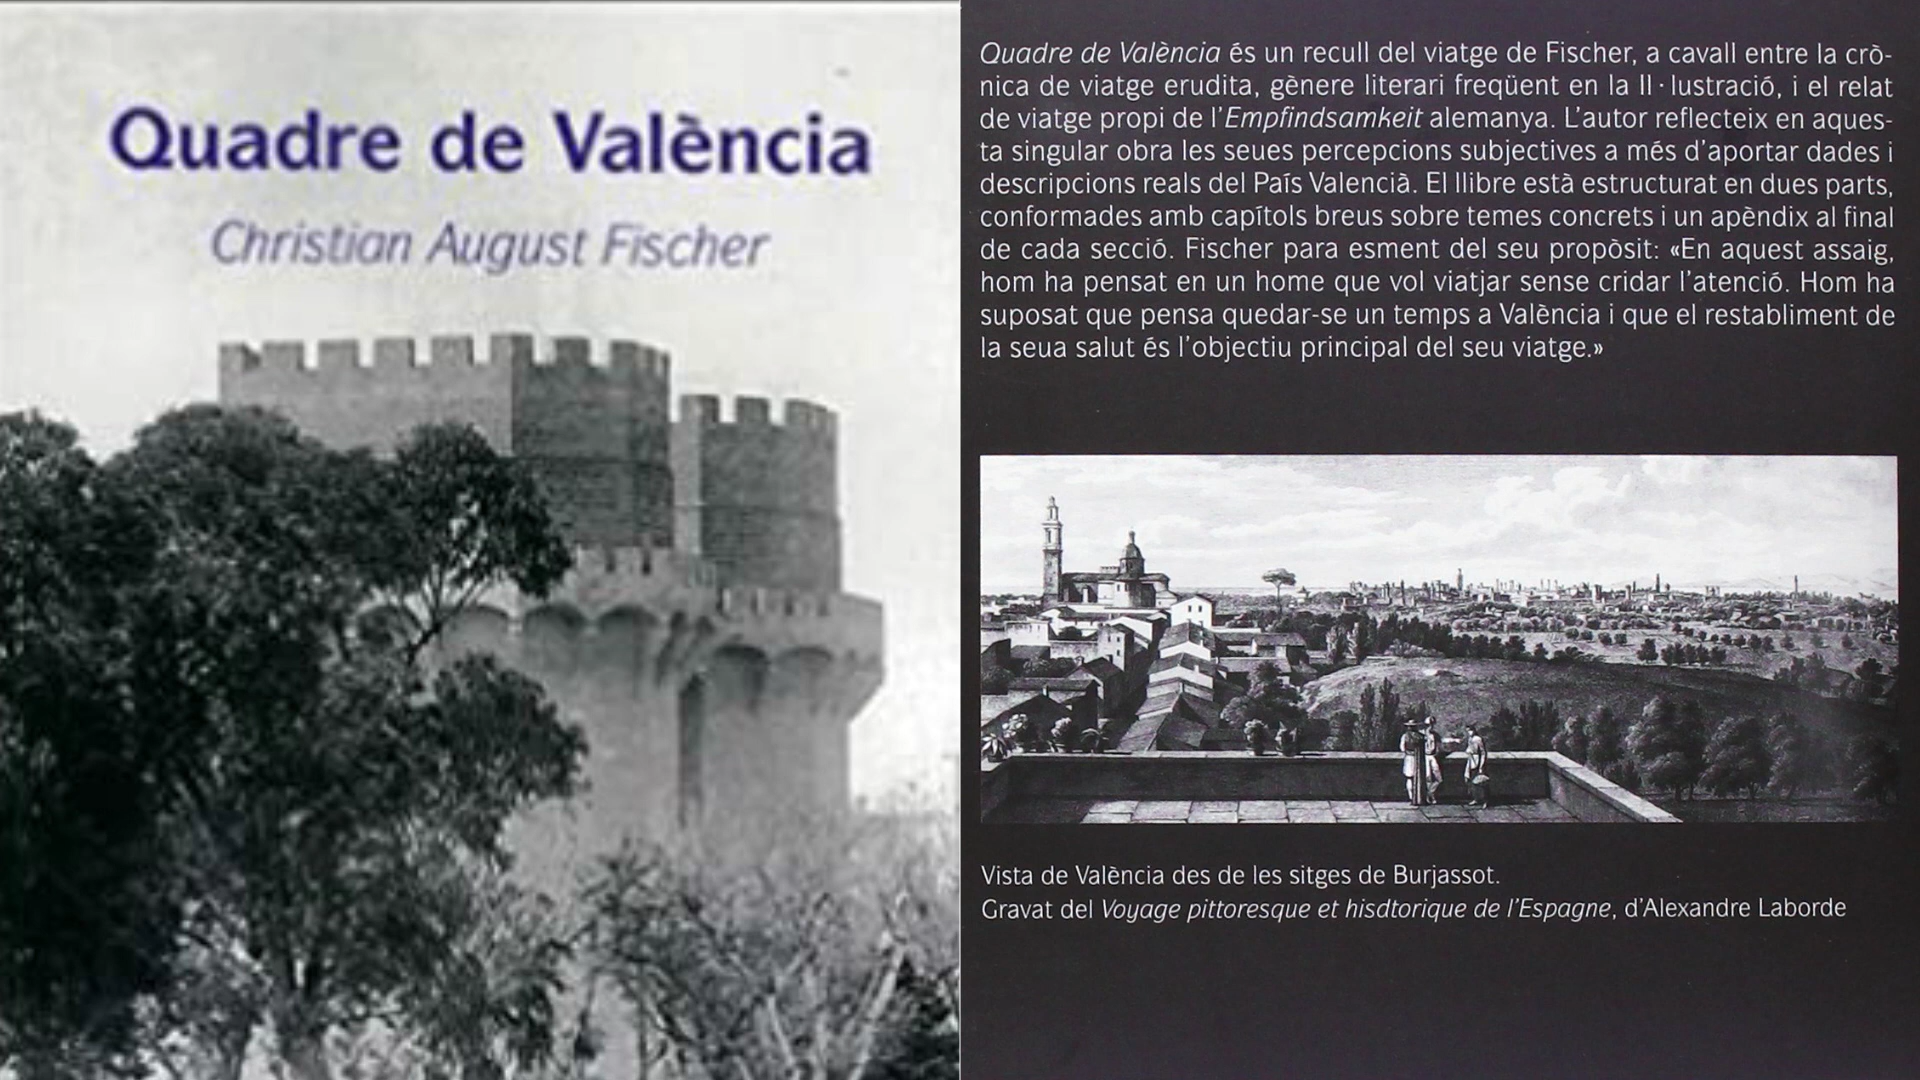 Quadre de València
Christian August Fischer
Quadre de València és un recull del viatge de Fischer, a cavall entre la crò-
nica de viatge erudita, gènere literari freqüent en la Il·lustració, i el relat
de viatge propi de l'Empfindsamkeit alemanya. L'autor reflecteix en aques-
ta singular obra les seues percepcions subjectives a més d'aportar dades i
descripcions reals del País Valencià. El llibre està estructurat en dues parts,
conformades amb capítols breus sobre temes concrets i un apèndix al final
de cada secció. Fischer para esment del seu propòsit: «En aquest assaig,
hom ha pensat en un home que vol viatjar sense cridar l'atenció. Hom ha
suposat que pensa quedar-se un temps a València i que el restabliment de
la seua salut és l'objectiu principal del seu viatge.»
Vista de València des de les sitges de Burjassot.
Gravat del Voyage pittoresque et hisdtorique de l'Espagne, d'Alexandre Laborde